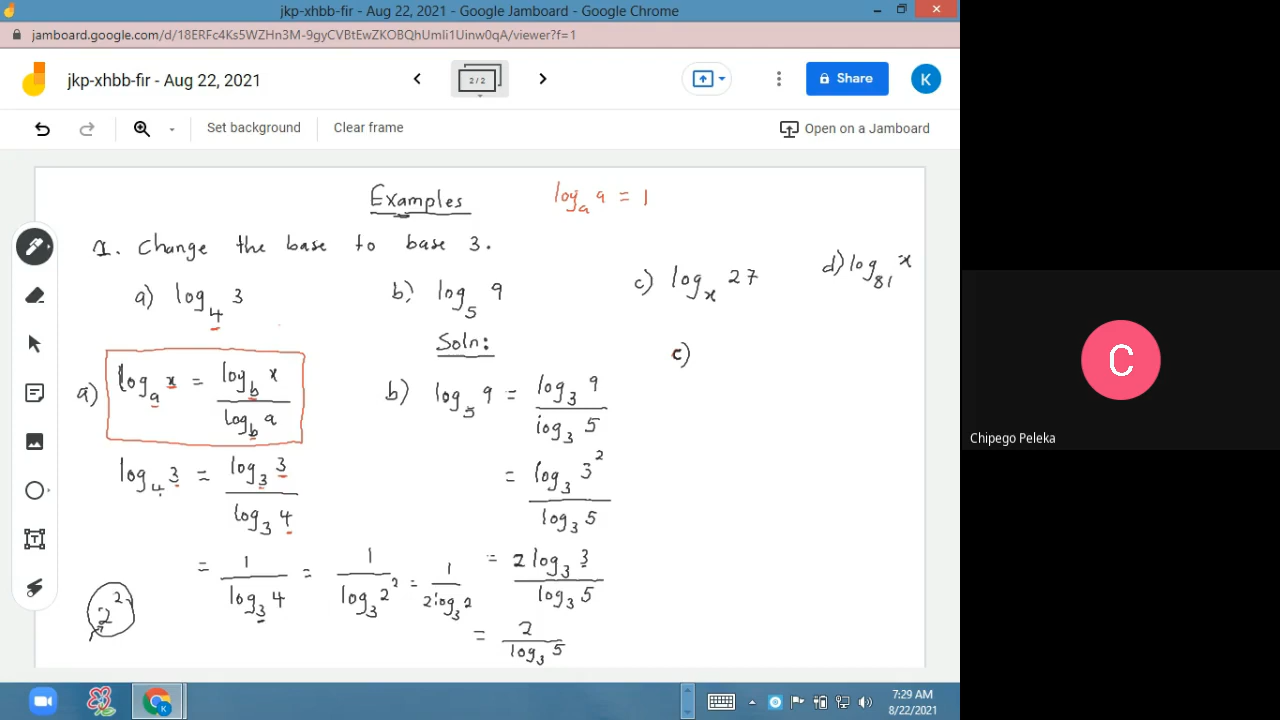 jkp-xhbb-fir - Aug 22, 2021 - Google Jamboard - Google Chrome
jamboard.google.com/d/18ERFc4Ks5WZHn3M-9gyCVBtEwZKOBQhUmli1Uinw0qA/viewer?f=1
jkp-xhbb-fir - Aug 22, 2021
2 / 2
Share
K
Set background
Clear frame
Open on a Jamboard
Examples
log_a a = 1
1. Change the base to base 3.
a) log_4 3
b) log_5 9
c) log_x 27
d) log_81 x
Soln:
a) log_a x = log_b x / log_b a
log_4 3 = log_3 3 / log_3 4
= 1 / log_3 4 = 1 / log_3 2^2 = 1 / 2log_3 2
2^2
b) log_5 9 = log_3 9 / log_3 5
= log_3 3^2 / log_3 5
= 2 log_3 3 / log_3 5
= 2 / log_3 5
c)
C
Chipego Peleka
7:29 AM
8/22/2021